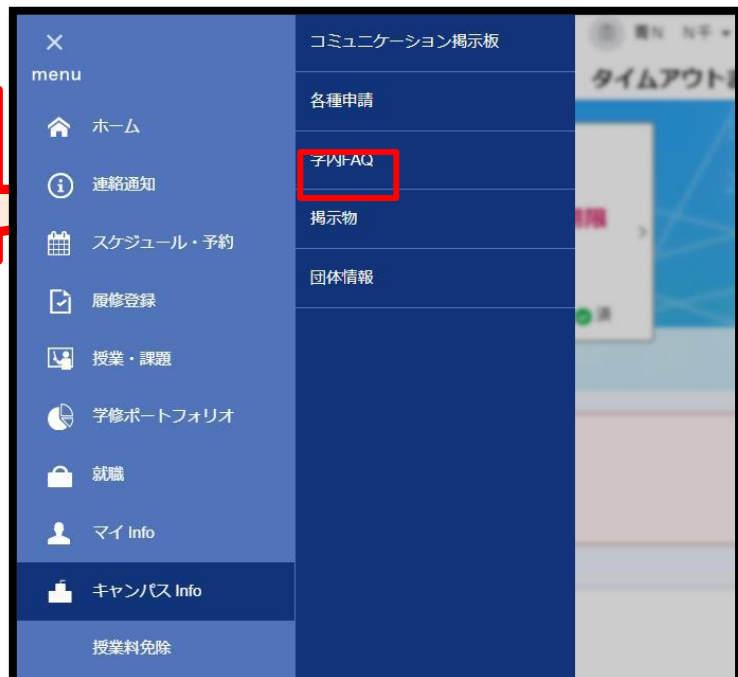 menu
ホーム
連絡通知
スケジュール・予約
履修登録
授業・課題
学修ポートフォリオ
就職
マイ Info
キャンパス Info
授業料免除
コミュニケーション掲示板
各種申請
学内FAQ
掲示物
団体情報
タイムアウトま
済